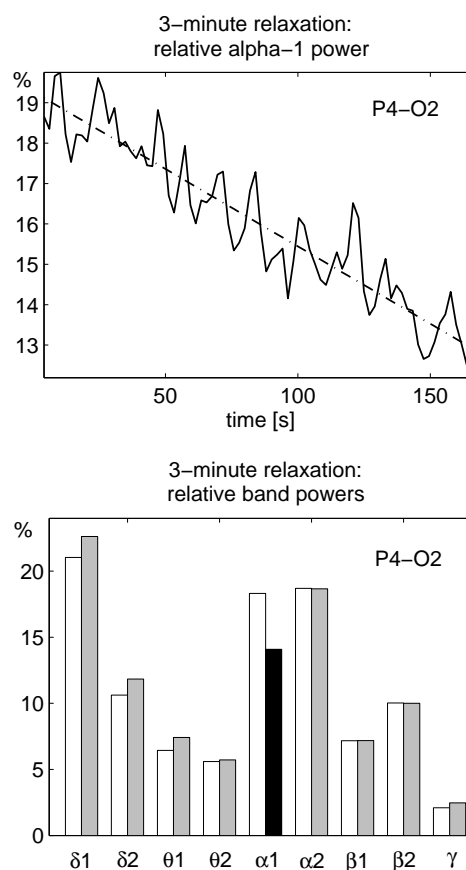 3−minute relaxation:
relative alpha−1 power
%
P4−O2
19
18
17
16
15
14
13
50 100 150
time [s]
3−minute relaxation:
relative band powers
%
P4−O2
20
15
10
5
0
δ1 δ2 θ1 θ2 α1 α2 β1 β2 γ